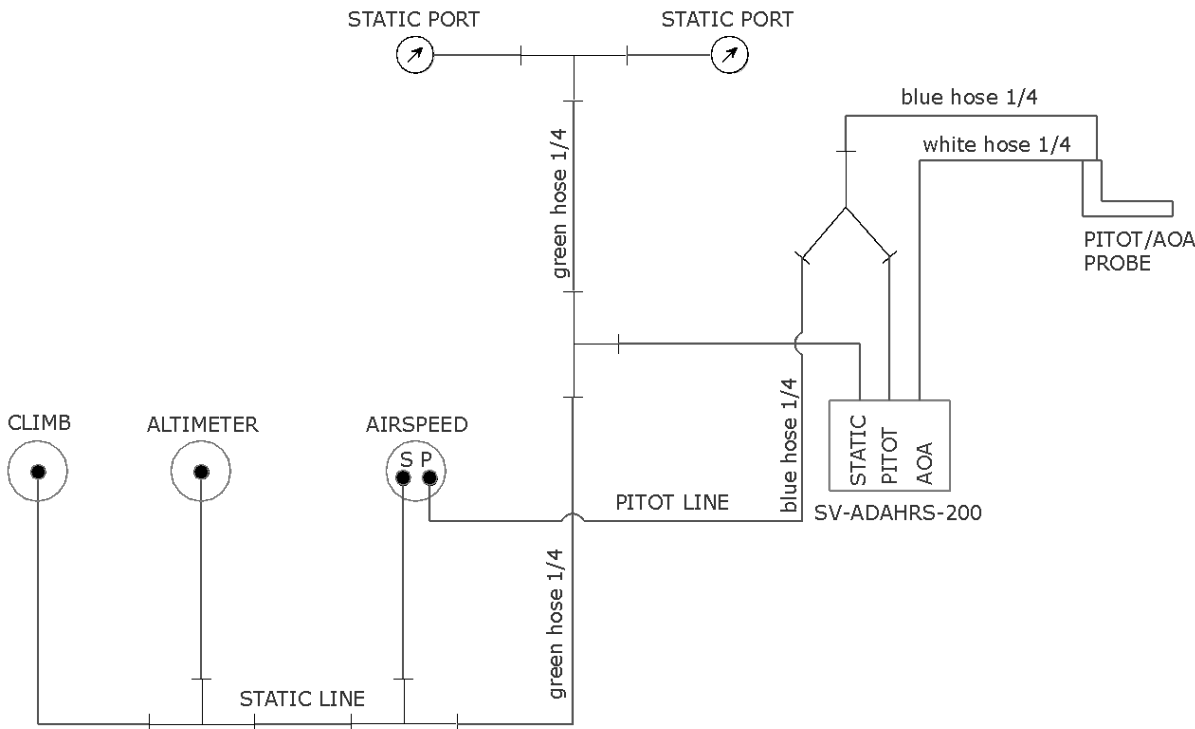 STATIC PORT
STATIC PORT
blue hose 1/4
white hose 1/4
green hose 1/4
PITOT/AOA
PROBE
CLIMB
ALTIMETER
AIRSPEED
S P
blue hose 1/4
STATIC
PITOT
AOA
PITOT LINE
SV-ADAHRS-200
green hose 1/4
STATIC LINE